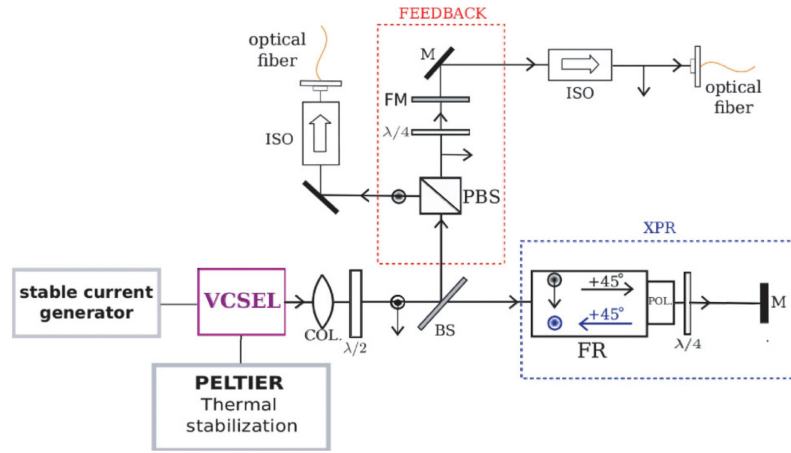 FEEDBACK
optical
fiber
M
ISO
optical
fiber
FM
λ/4
ISO
PBS
XPR
stable current
generator
VCSEL
COL.
λ/2
BS
+45°
+45°
FR
POL.
λ/4
M
PELTIER
Thermal
stabilization